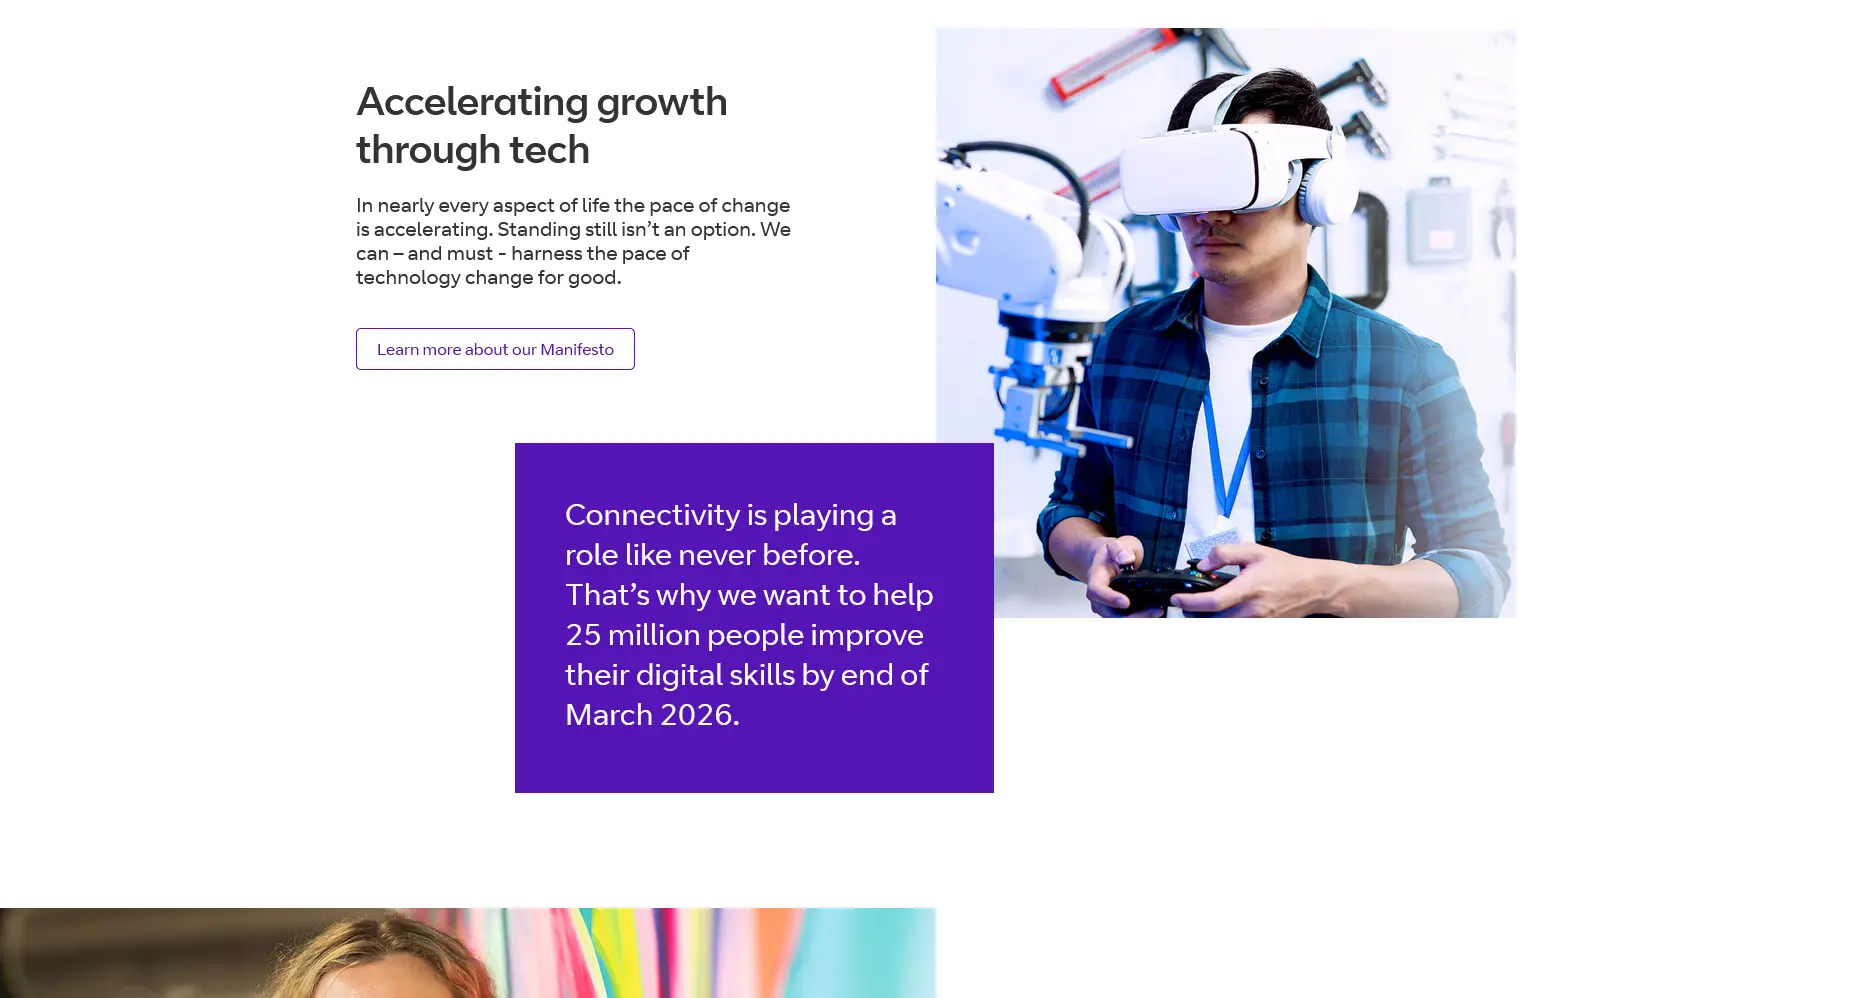 Accelerating growth
through tech
In nearly every aspect of life the pace of change
is accelerating. Standing still isn’t an option. We
can – and must - harness the pace of
technology change for good.
Learn more about our Manifesto
Connectivity is playing a
role like never before.
That’s why we want to help
25 million people improve
their digital skills by end of
March 2026.